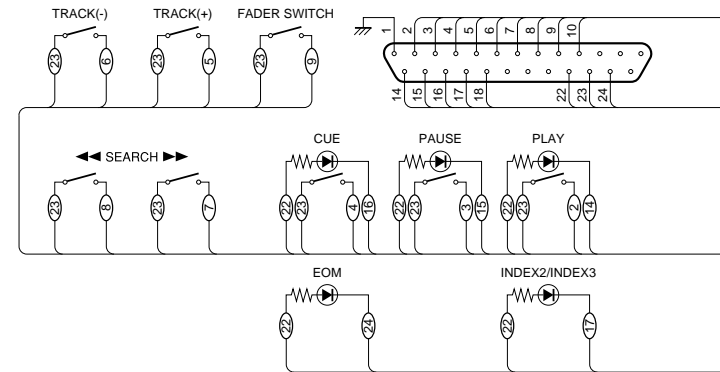 TRACK(-) TRACK(+) FADER SWITCH
1 2 3 4 5 6 7 8 9 10
23 6 23 5 23 9
14 15 16 17 18 22 23 24
◄◄ SEARCH ►►
CUE PAUSE PLAY
23 8 23 7 22 23 4 16 22 23 3 15 22 23 2 14
EOM INDEX2/INDEX3
22 24 22 17